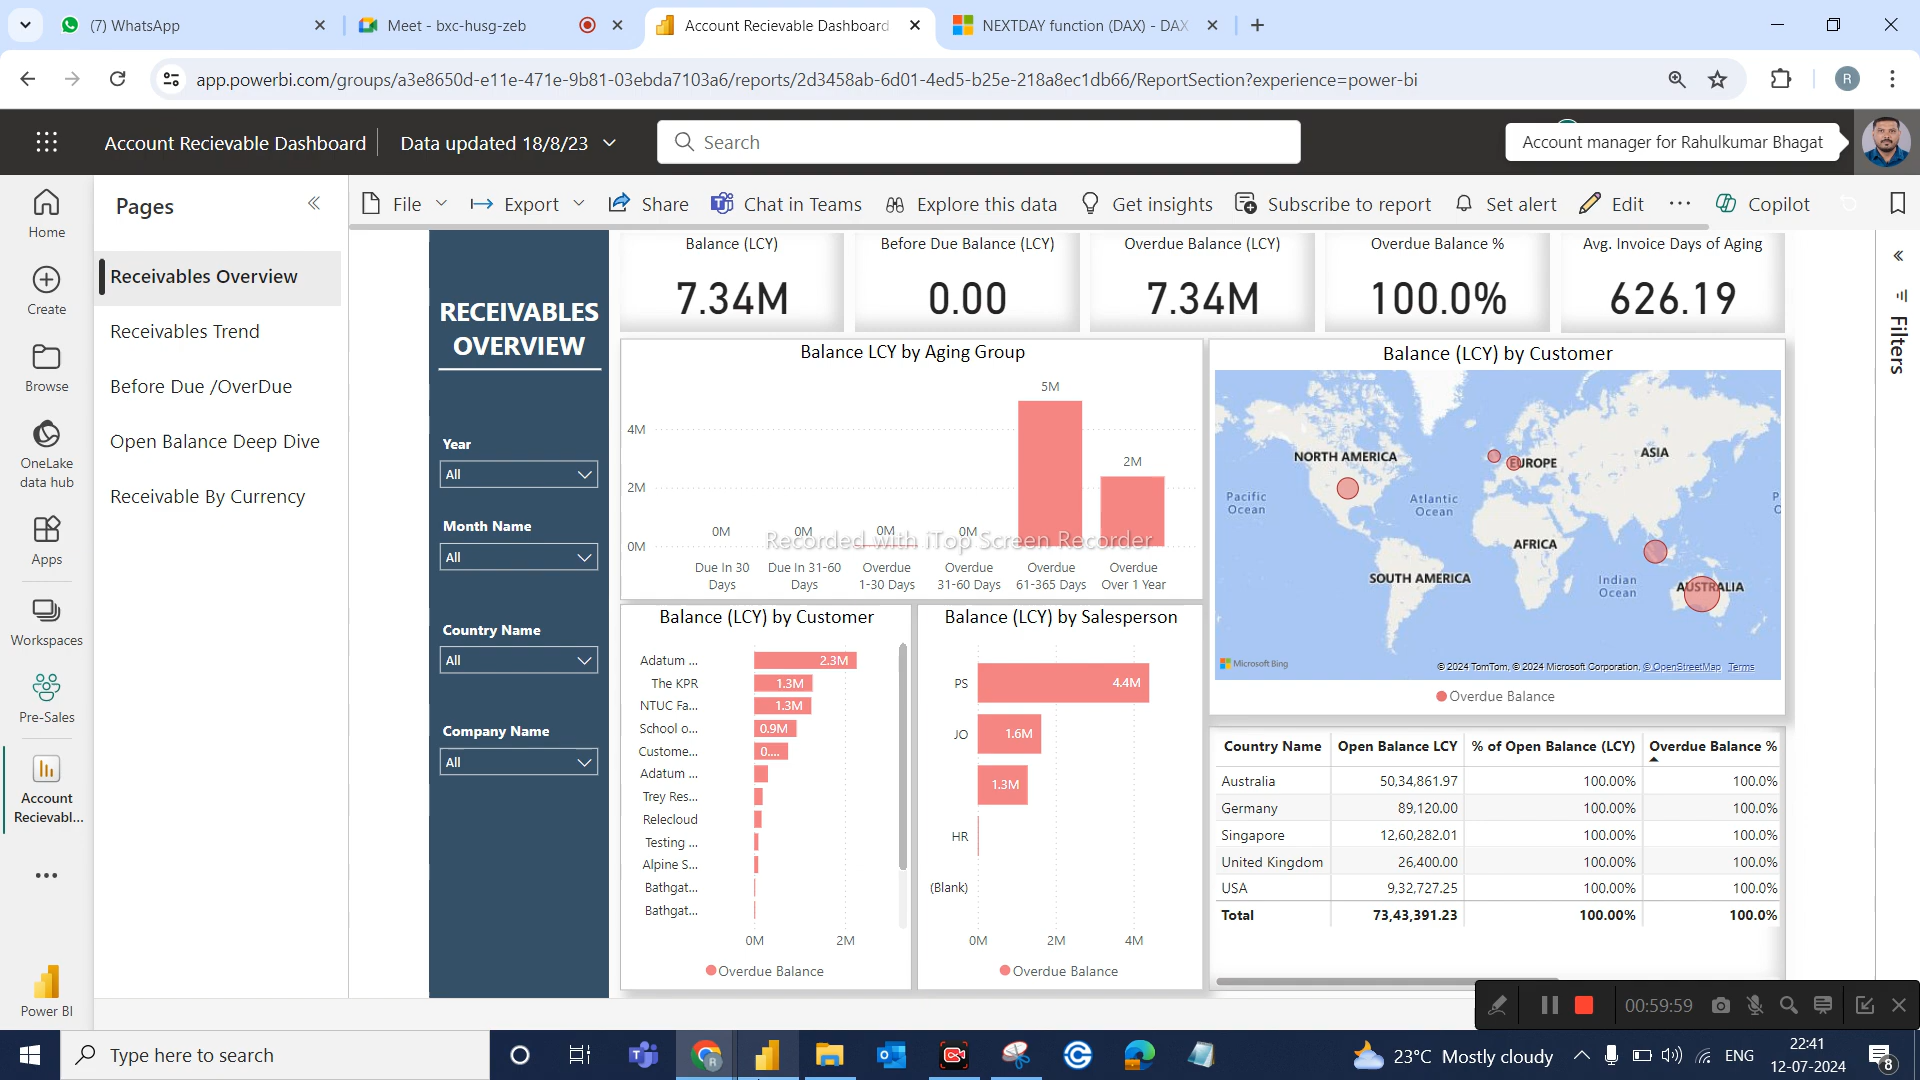 (7) WhatsApp
Meet - bxc-husg-zeb
Account Recievable Dashboard
NEXTDAY function (DAX) - DAX
app.powerbi.com/groups/a3e8650d-e11e-471e-9b81-03ebda7103a6/reports/2d3458ab-6d01-4ed5-b25e-218a8ec1db66/ReportSection?experience=power-bi
R
Account Recievable Dashboard
Data updated 18/8/23
Search
Account manager for Rahulkumar Bhagat
Home
Create
Browse
OneLake
data hub
Apps
Workspaces
Pre-Sales
Account
Recievabl...
Power BI
Pages
Receivables Overview
Receivables Trend
Before Due /OverDue
Open Balance Deep Dive
Receivable By Currency
File
Export
Share
Chat in Teams
Explore this data
Get insights
Subscribe to report
Set alert
Edit
Copilot
Filters
RECEIVABLES
OVERVIEW
Year
All
Month Name
All
Country Name
All
Company Name
All
Balance (LCY)
7.34M
Before Due Balance (LCY)
0.00
Overdue Balance (LCY)
7.34M
Overdue Balance %
100.0%
Avg. Invoice Days of Aging
626.19
Balance LCY by Aging Group
4M
2M
0M
0M
0M
0M
0M
5M
2M
Due In 30
Days
Due In 31-60
Days
Overdue
1-30 Days
Overdue
31-60 Days
Overdue
61-365 Days
Overdue
Over 1 Year
Recorded with iTop Screen Recorder
Balance (LCY) by Customer
NORTH AMERICA
EUROPE
ASIA
Pacific
Ocean
Atlantic
Ocean
AFRICA
SOUTH AMERICA
Indian
Ocean
AUSTRALIA
P
C
Microsoft Bing
© 2024 TomTom, © 2024 Microsoft Corporation, © OpenStreetMap Terms
Overdue Balance
Balance (LCY) by Customer
Adatum ... 2.3M
The KPR 1.3M
NTUC Fa... 1.3M
School o... 0.9M
Custome... 0....
Adatum ...
Trey Res...
Relecloud
Testing ...
Alpine S...
Bathgat...
Bathgat...
0M 2M
Overdue Balance
Balance (LCY) by Salesperson
PS 4.4M
JO 1.6M
1.3M
HR
(Blank)
0M 2M 4M
Overdue Balance
Country Name Open Balance LCY % of Open Balance (LCY) Overdue Balance %
Australia 50,34,861.97 100.00% 100.0%
Germany 89,120.00 100.00% 100.0%
Singapore 12,60,282.01 100.00% 100.0%
United Kingdom 26,400.00 100.00% 100.0%
USA 9,32,727.25 100.00% 100.0%
Total 73,43,391.23 100.00% 100.0%
00:59:59
Type here to search
23°C Mostly cloudy
ENG
22:41
12-07-2024
8